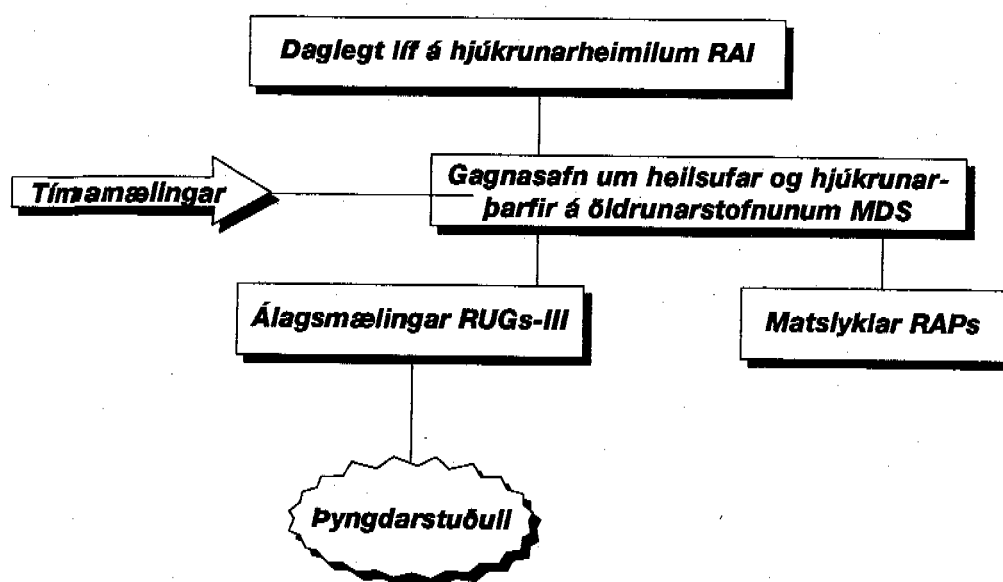 Daglegt líf á hjúkrunarheimilum RAI
Tímamælingar
Gagnasafn um heilsufar og hjúkrunar-
þarfir á öldrunarstofnunum MDS
Álagsmælingar RUGs-III
Matslyklar RAPs
Þyngdarstuðull